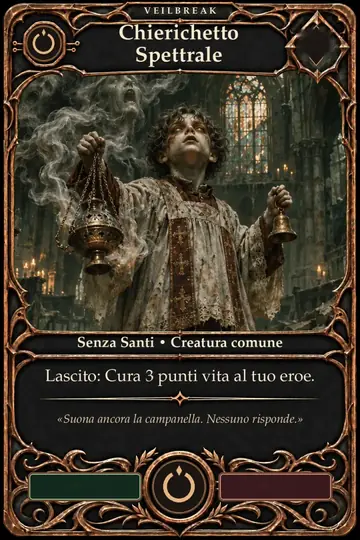 VEILBREAK
Chierichetto
Spettrale
Senza Santi • Creatura comune
Lascito: Cura 3 punti vita al tuo eroe.
«Suona ancora la campanella. Nessuno risponde.»